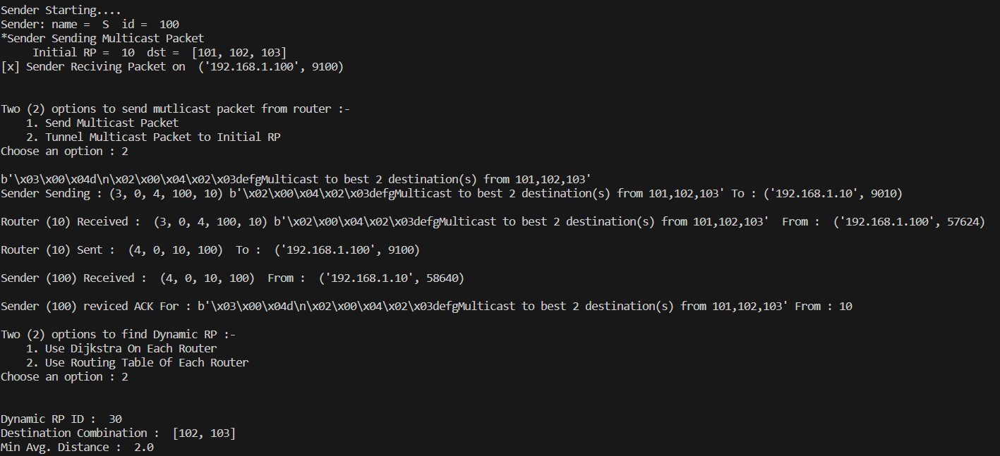 Sender Starting....
Sender: name =  S  id =  100
*Sender Sending Multicast Packet
     Initial RP =  10  dst =  [101, 102, 103]
[x] Sender Reciving Packet on  ('192.168.1.100', 9100)
Two (2) options to send mutlicast packet from router :-
    1. Send Multicast Packet
    2. Tunnel Multicast Packet to Initial RP
Choose an option : 2
b'\x03\x00\x04d\n\x02\x00\x04\x02\x03defgMulticast to best 2 destination(s) from 101,102,103'
Sender Sending : (3, 0, 4, 100, 10) b'\x02\x00\x04\x02\x03defgMulticast to best 2 destination(s) from 101,102,103' To : ('192.168.1.10', 9010)
Router (10) Received :  (3, 0, 4, 100, 10) b'\x02\x00\x04\x02\x03defgMulticast to best 2 destination(s) from 101,102,103'  From :  ('192.168.1.100', 57624)
Router (10) Sent :  (4, 0, 10, 100)  To :  ('192.168.1.100', 9100)
Sender (100) Received :  (4, 0, 10, 100)  From :  ('192.168.1.10', 58640)
Sender (100) reviced ACK For : b'\x03\x00\x04d\n\x02\x00\x04\x02\x03defgMulticast to best 2 destination(s) from 101,102,103' From : 10
Two (2) options to find Dynamic RP :-
    1. Use Dijkstra On Each Router
    2. Use Routing Table Of Each Router
Choose an option : 2
Dynamic RP ID :  30
Destination Combination :  [102, 103]
Min Avg. Distance :  2.0